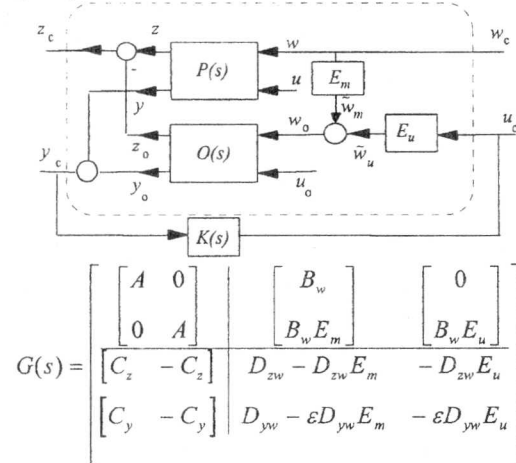 z_c z w w_c
P(s)
-
u
E_m
y
w̃_m
w_o
E_u
u_c
z_o
w̃_u
y_c
O(s)
y_o
u_o
K(s)
G(s) = [ [A 0; 0 A] | [B_w; B_w E_m] [0; B_w E_u]
[C_z -C_z] | D_zw - D_zw E_m - D_zw E_u
[C_y -C_y] | D_yw - εD_yw E_m - εD_yw E_u